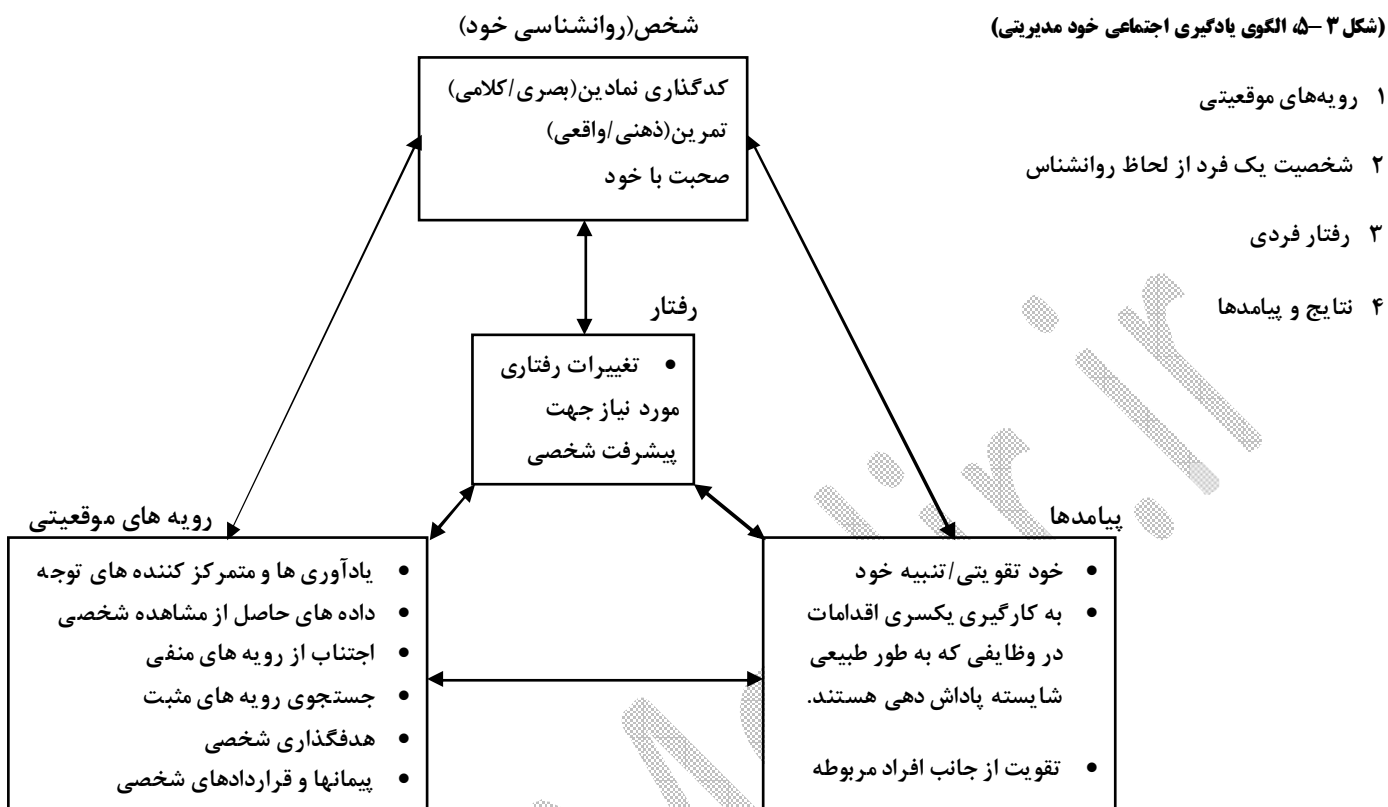 (شکل ۳ –۵، الگوی یادگیری اجتماعی خود مدیریتی)
۱ رویه‌های موقعیتی
۲ شخصیت یک فرد از لحاظ روانشناس
۳ رفتار فردی
۴ نتایج و پیامدها
شخص(روانشناسی خود)
کدگذاری نمادین(بصری/کلامی)
تمرین(ذهنی/واقعی)
صحبت با خود
رفتار
• تغییرات رفتاری
مورد نیاز جهت
پیشرفت شخصی
پیامدها
• خود تقویتی/تنبیه خود
• به کارگیری یکسری اقدامات
در وظایفی که به طور طبیعی
شایسته پاداش دهی هستند.
• تقویت از جانب افراد مربوطه
رویه های موقعیتی
• یادآوری ها و متمرکز کننده های توجه
• داده های حاصل از مشاهده شخصی
• اجتناب از رویه های منفی
• جستجوی رویه های مثبت
• هدفگذاری شخصی
• پیمانها و قراردادهای شخصی